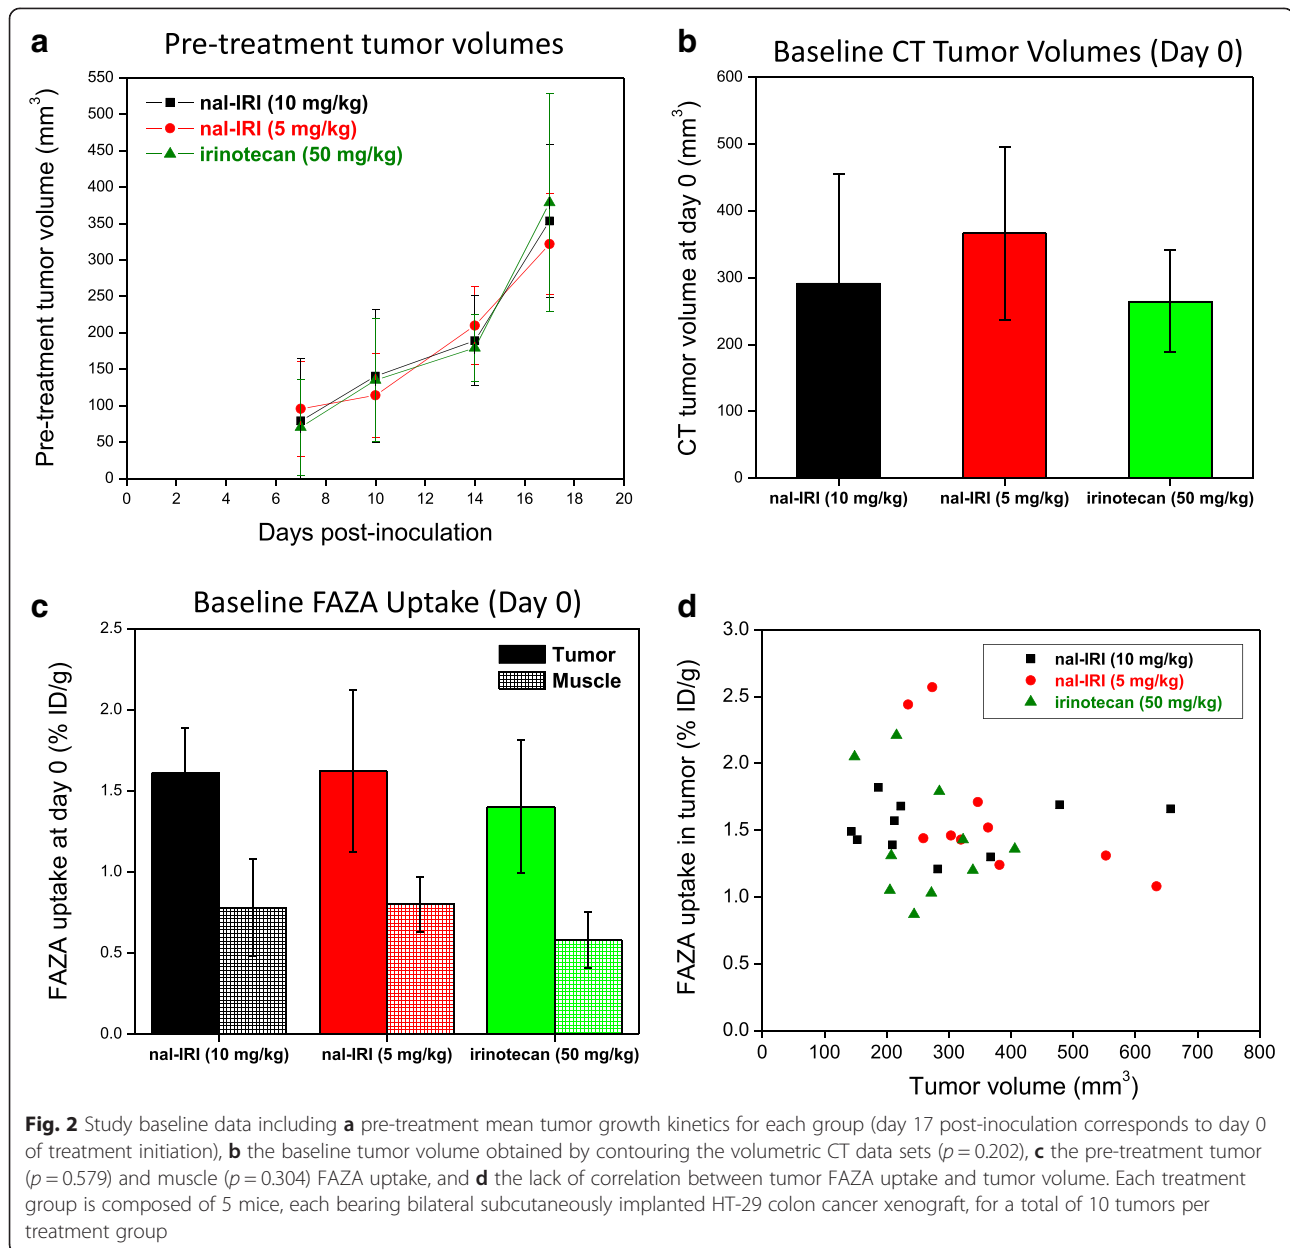 a
Pre-treatment tumor volumes
550
500
450
400
350
300
250
200
150
100
50
0
Pre-treatment tumor volume (mm³)
nal-IRI (10 mg/kg)
nal-IRI (5 mg/kg)
irinotecan (50 mg/kg)
0 2 4 6 8 10 12 14 16 18 20
Days post-inoculation
b
Baseline CT Tumor Volumes (Day 0)
600
500
400
300
200
100
0
CT tumor volume at day 0 (mm³)
nal-IRI (10 mg/kg) nal-IRI (5 mg/kg) irinotecan (50 mg/kg)
c
Baseline FAZA Uptake (Day 0)
2.5
2.0
1.5
1.0
0.5
0.0
FAZA uptake at day 0 (% ID/g)
Tumor
Muscle
nal-IRI (10 mg/kg) nal-IRI (5 mg/kg) irinotecan (50 mg/kg)
d
3.0
2.5
2.0
1.5
1.0
0.5
0.0
FAZA uptake in tumor (% ID/g)
nal-IRI (10 mg/kg)
nal-IRI (5 mg/kg)
irinotecan (50 mg/kg)
0 100 200 300 400 500 600 700 800
Tumor volume (mm³)
Fig. 2 Study baseline data including a pre-treatment mean tumor growth kinetics for each group (day 17 post-inoculation corresponds to day 0
of treatment initiation), b the baseline tumor volume obtained by contouring the volumetric CT data sets (p = 0.202), c the pre-treatment tumor
(p = 0.579) and muscle (p = 0.304) FAZA uptake, and d the lack of correlation between tumor FAZA uptake and tumor volume. Each treatment
group is composed of 5 mice, each bearing bilateral subcutaneously implanted HT-29 colon cancer xenograft, for a total of 10 tumors per
treatment group